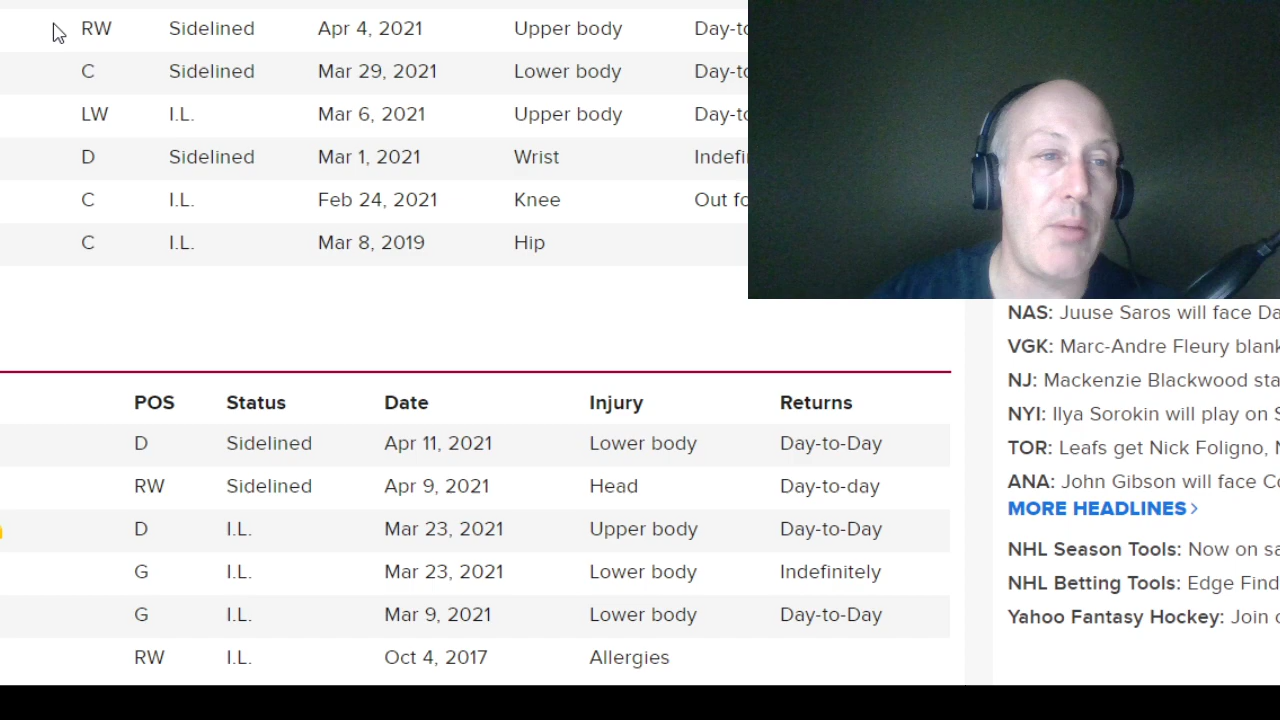 RW Sidelined Apr 4, 2021 Upper body
C Sidelined Mar 29, 2021 Lower body
LW I.L. Mar 6, 2021 Upper body
D Sidelined Mar 1, 2021 Wrist
C I.L. Feb 24, 2021 Knee Out
C I.L. Mar 8, 2019 Hip
NAS: Juuse Saros will face
VGK: Marc-Andre Fleury
NJ: Mackenzie Blackwood
NYI: Ilya Sorokin will play on
TOR: Leafs get Nick Foligno,
ANA: John Gibson will face
MORE HEADLINES >
NHL Season Tools: Now on
NHL Betting Tools: Edge
Yahoo Fantasy Hockey: Join
POS Status Date Injury Returns
D Sidelined Apr 11, 2021 Lower body Day-to-Day
RW Sidelined Apr 9, 2021 Head Day-to-day
D I.L. Mar 23, 2021 Upper body Day-to-Day
G I.L. Mar 23, 2021 Lower body Indefinitely
G I.L. Mar 9, 2021 Lower body Day-to-Day
RW I.L. Oct 4, 2017 Allergies